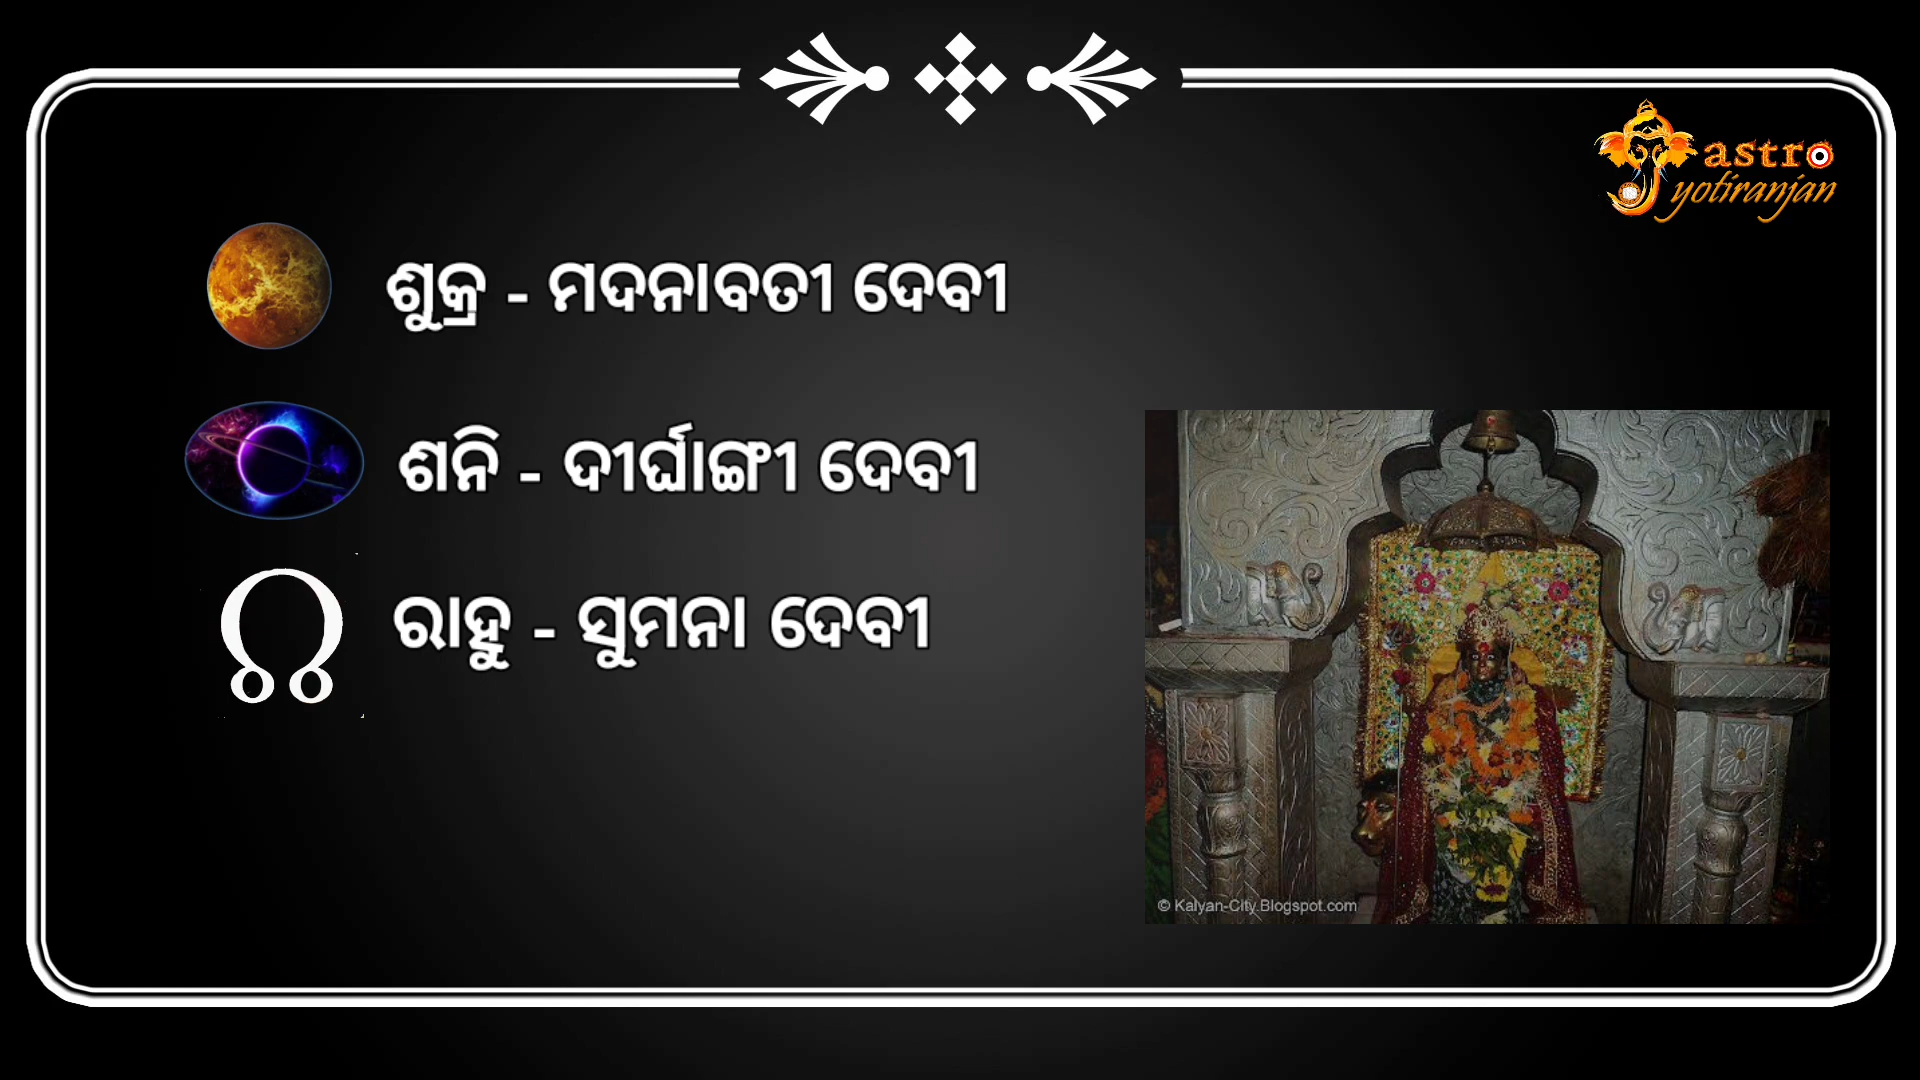 astro
Jyotiranjan
ଶୁକ୍ର - ମଦନାବତୀ ଦେବୀ
ଶନି - ଦୀର୍ଘାଙ୍ଗୀ ଦେବୀ
ରାହୁ - ସୁମନା ଦେବୀ
© Kalyan-City.Blogspot.com